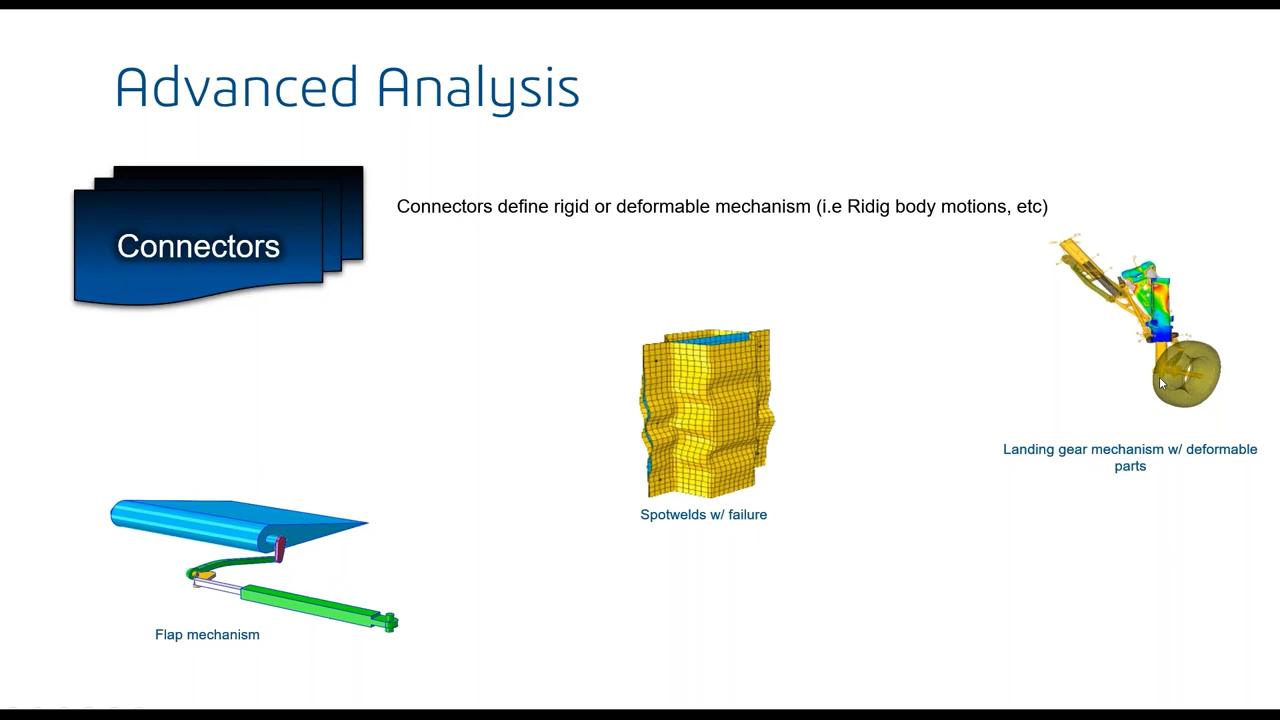 Advanced Analysis
Connectors
Connectors define rigid or deformable mechanism (i.e Ridig body motions, etc)
Landing gear mechanism w/ deformable
parts
Spotwelds w/ failure
Flap mechanism